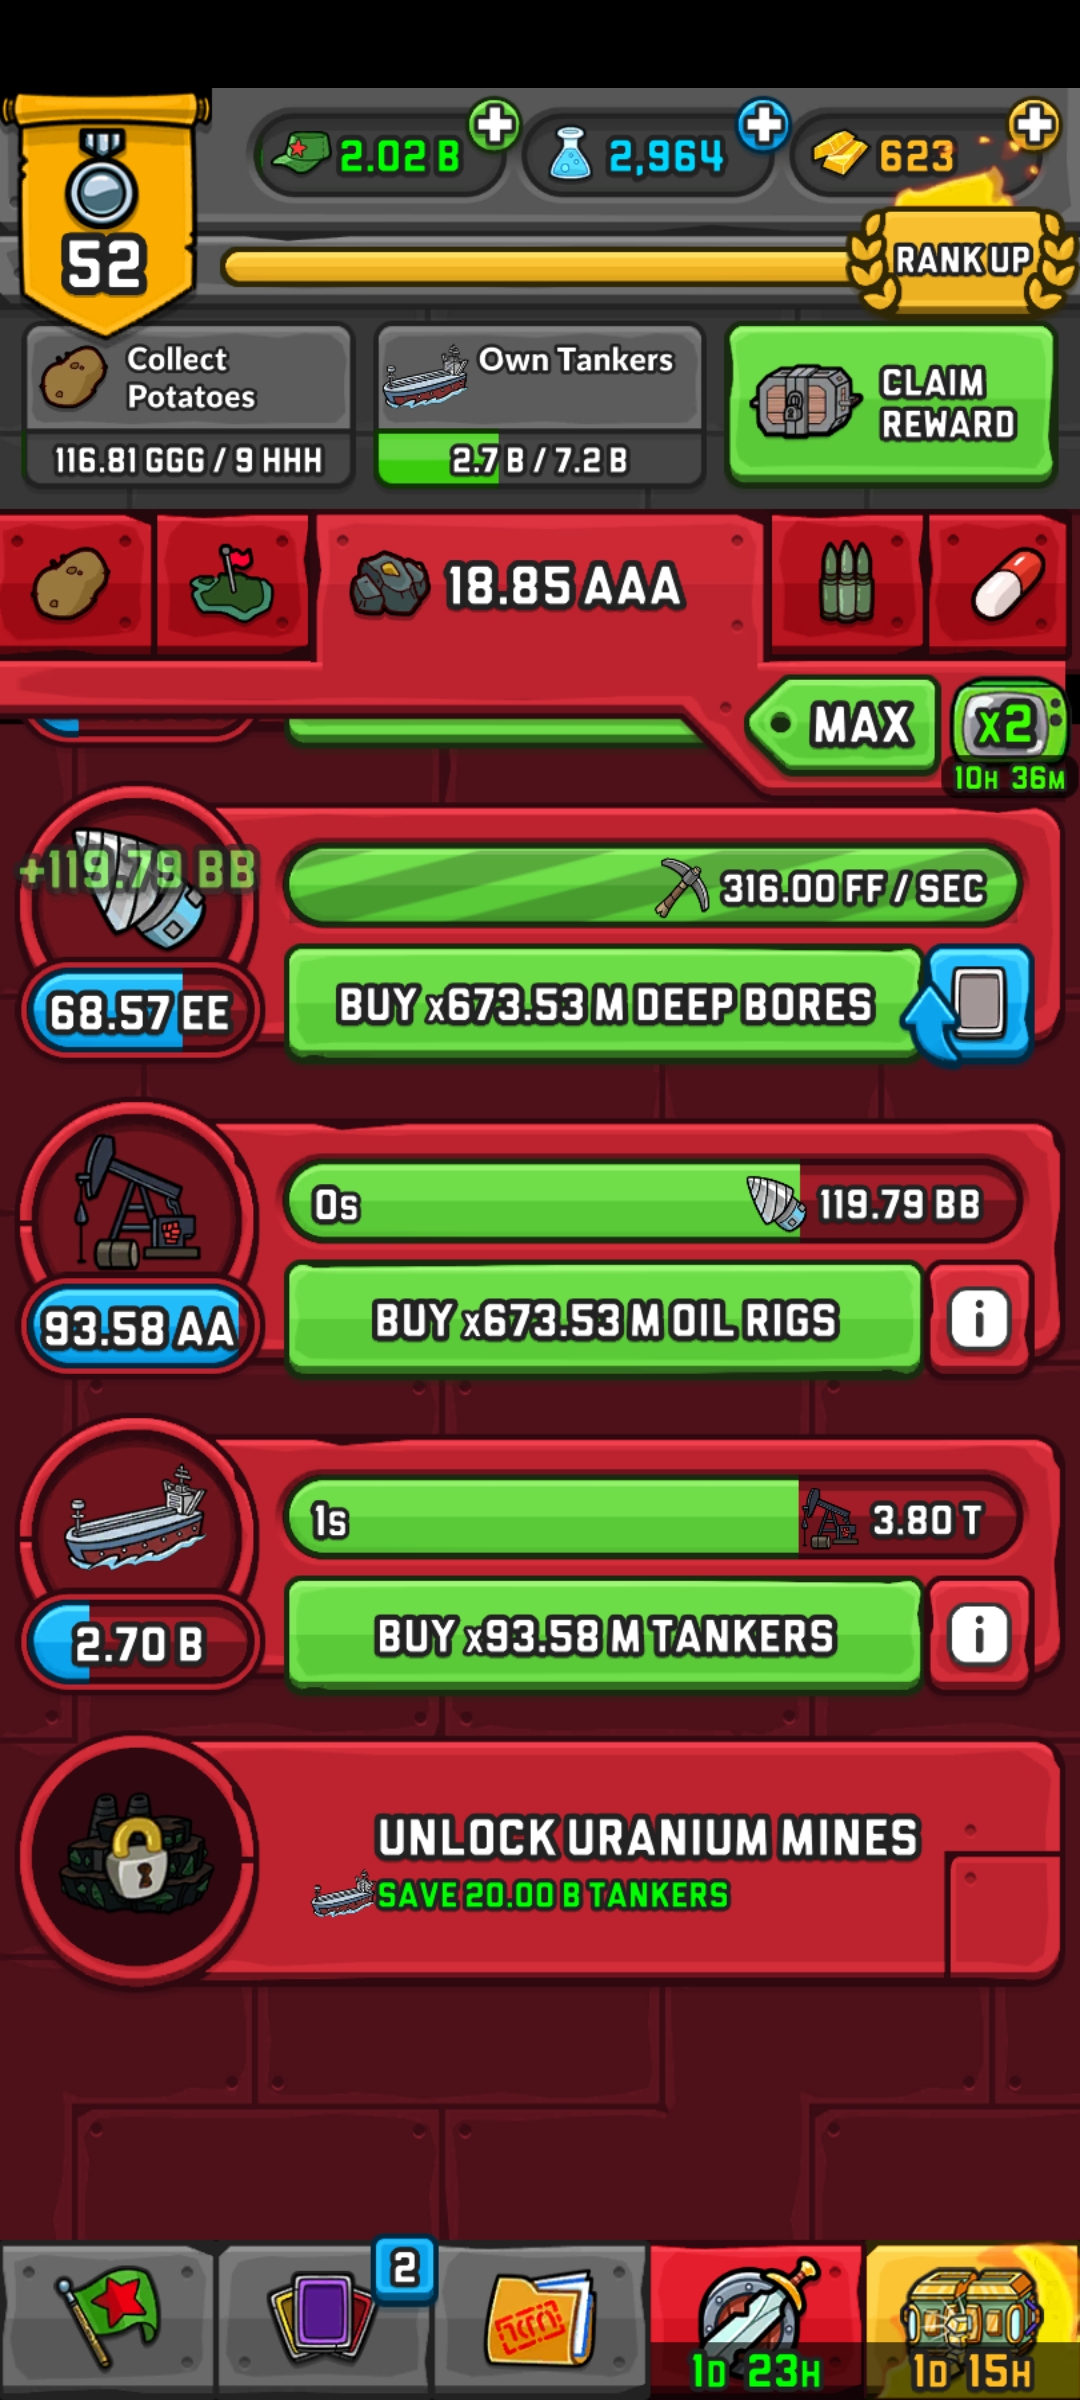 2.02 B
2,964
623
52
RANK UP
Collect
Potatoes
116.81 GGG / 9 HHH
Own Tankers
2.7 B / 7.2 B
CLAIM
REWARD
18.85 AAA
MAX
X2
10H 36M
+119.79 BB
316.00 FF / SEC
68.57 EE
BUY x673.53 M DEEP BORES
0s
119.79 BB
93.58 AA
BUY x673.53 M OIL RIGS
i
1s
3.80 T
2.70 B
BUY x93.58 M TANKERS
i
UNLOCK URANIUM MINES
SAVE 20.00 B TANKERS
2
1D 23H
1D 15H